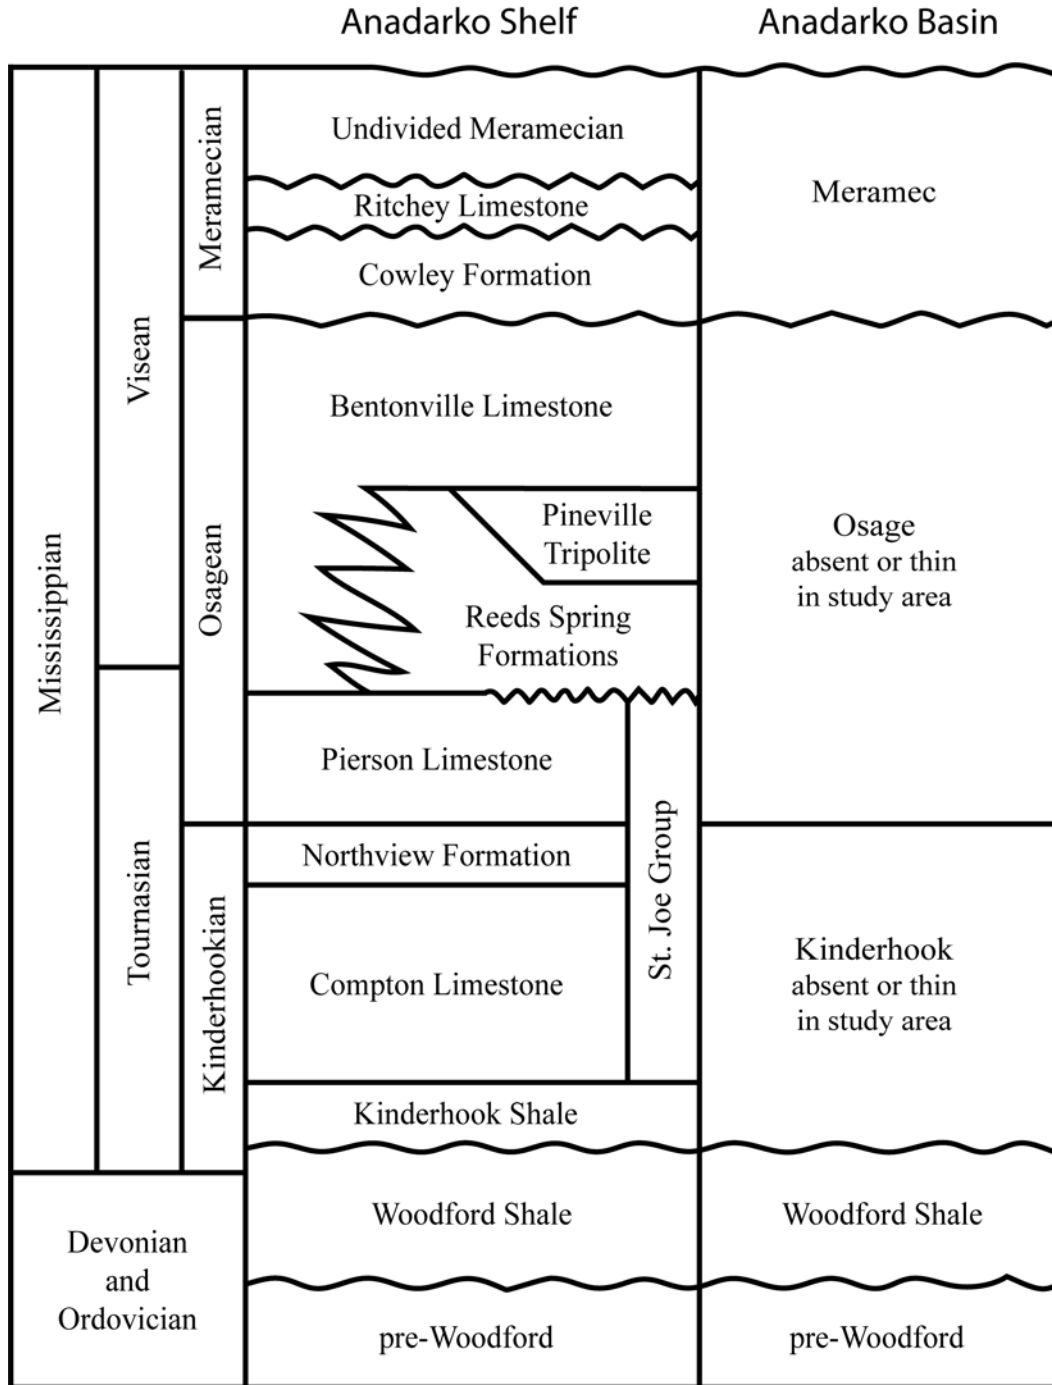 Anadarko Shelf
Anadarko Basin
Mississippian
Visean
Tournasian
Meramecian
Osagean
Kinderhookian
Devonian
and
Ordovician
Undivided Meramecian
Ritchey Limestone
Cowley Formation
Bentonville Limestone
Pineville
Tripolite
Reeds Spring
Formations
Pierson Limestone
Northview Formation
Compton Limestone
St. Joe Group
Kinderhook Shale
Woodford Shale
pre-Woodford
Meramec
Osage
absent or thin
in study area
Kinderhook
absent or thin
in study area
Woodford Shale
pre-Woodford